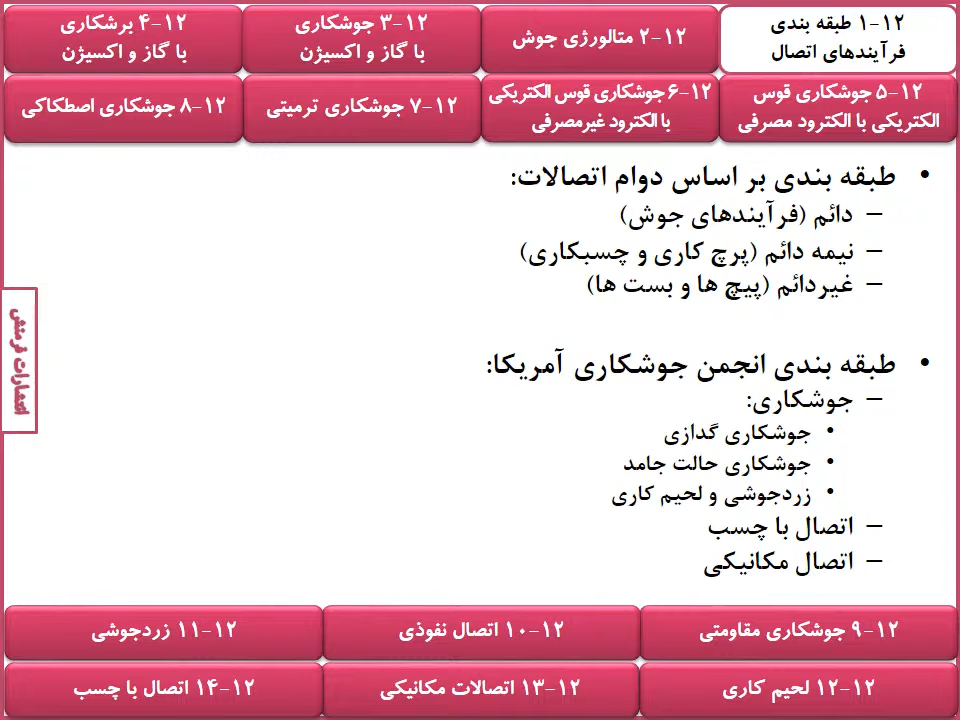 ۱۲-۱ طبقه بندی
فرآیندهای اتصال
۱۲-۲ متالورژی جوش
۱۲-۳ جوشکاری
با گاز و اکسیژن
۱۲-۴ برشکاری
با گاز و اکسیژن
۱۲-۵ جوشکاری قوس
الکتریکی با الکترود مصرفی
۱۲-۶ جوشکاری قوس الکتریکی
با الکترود غیرمصرفی
۱۲-۷ جوشکاری ترمیتی
۱۲-۸ جوشکاری اصطکاکی
• طبقه بندی بر اساس دوام اتصالات:
– دائم (فرآیندهای جوش)
– نیمه دائم (پرچ کاری و چسبکاری)
– غیردائم (پیچ ها و بست ها)
• طبقه بندی انجمن جوشکاری آمریکا:
– جوشکاری:
• جوشکاری گدازی
• جوشکاری حالت جامد
• زردجوشی و لحیم کاری
– اتصال با چسب
– اتصال مکانیکی
انتشارات فرمنش
۱۲-۹ جوشکاری مقاومتی
۱۲-۱۰ اتصال نفوذی
۱۲-۱۱ زردجوشی
۱۲-۱۲ لحیم کاری
۱۲-۱۳ اتصالات مکانیکی
۱۲-۱۴ اتصال با چسب